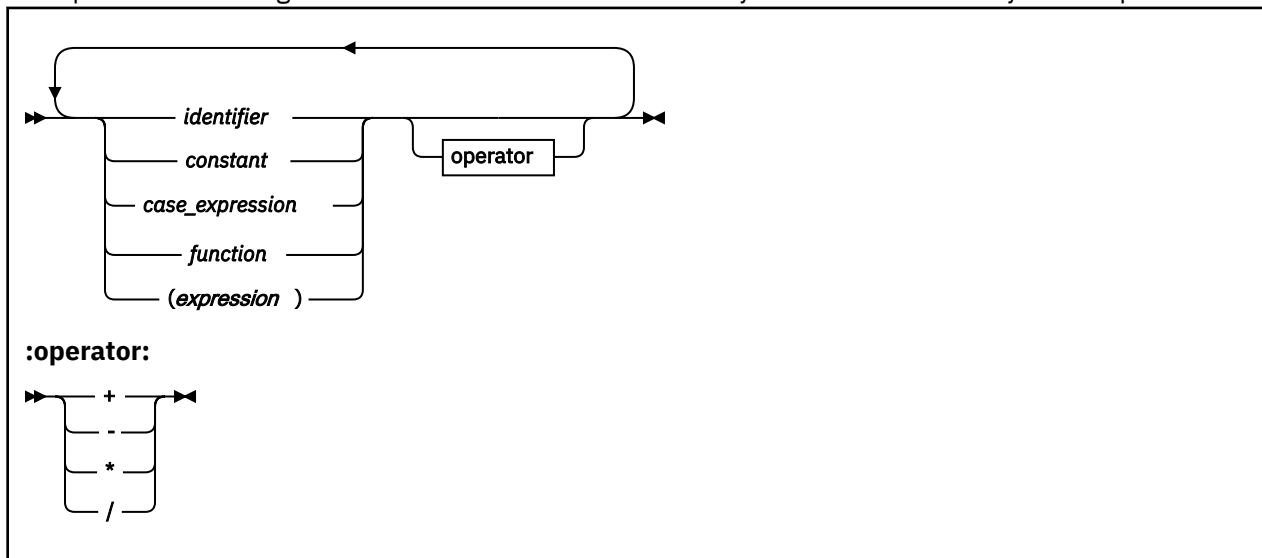 identifier
constant
operator
case_expression
function
(expression )
:operator:
+
-
*
/